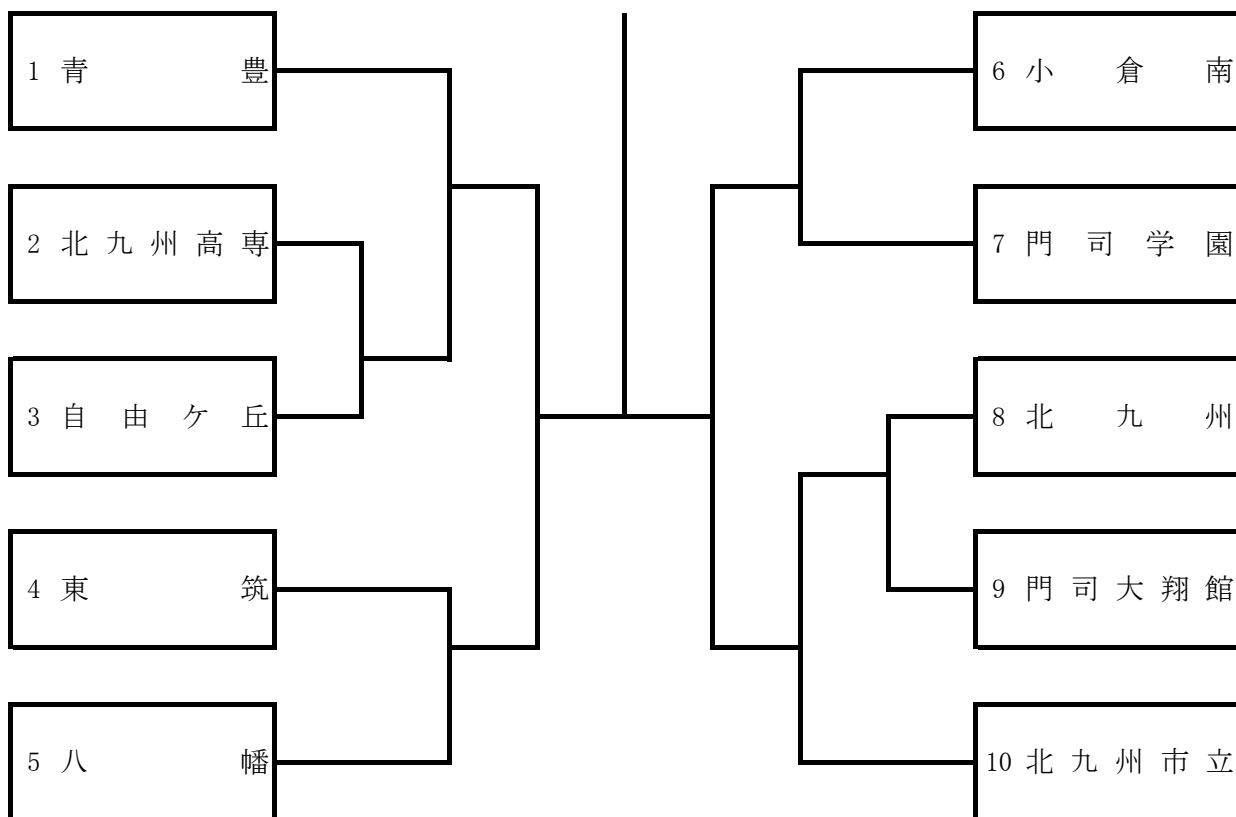 1 青豊
2 北九州高専
3 自由ケ丘
4 東筑
5 八幡
6 小倉南
7 門司学園
8 北九州
9 門司大翔館
10 北九州市立